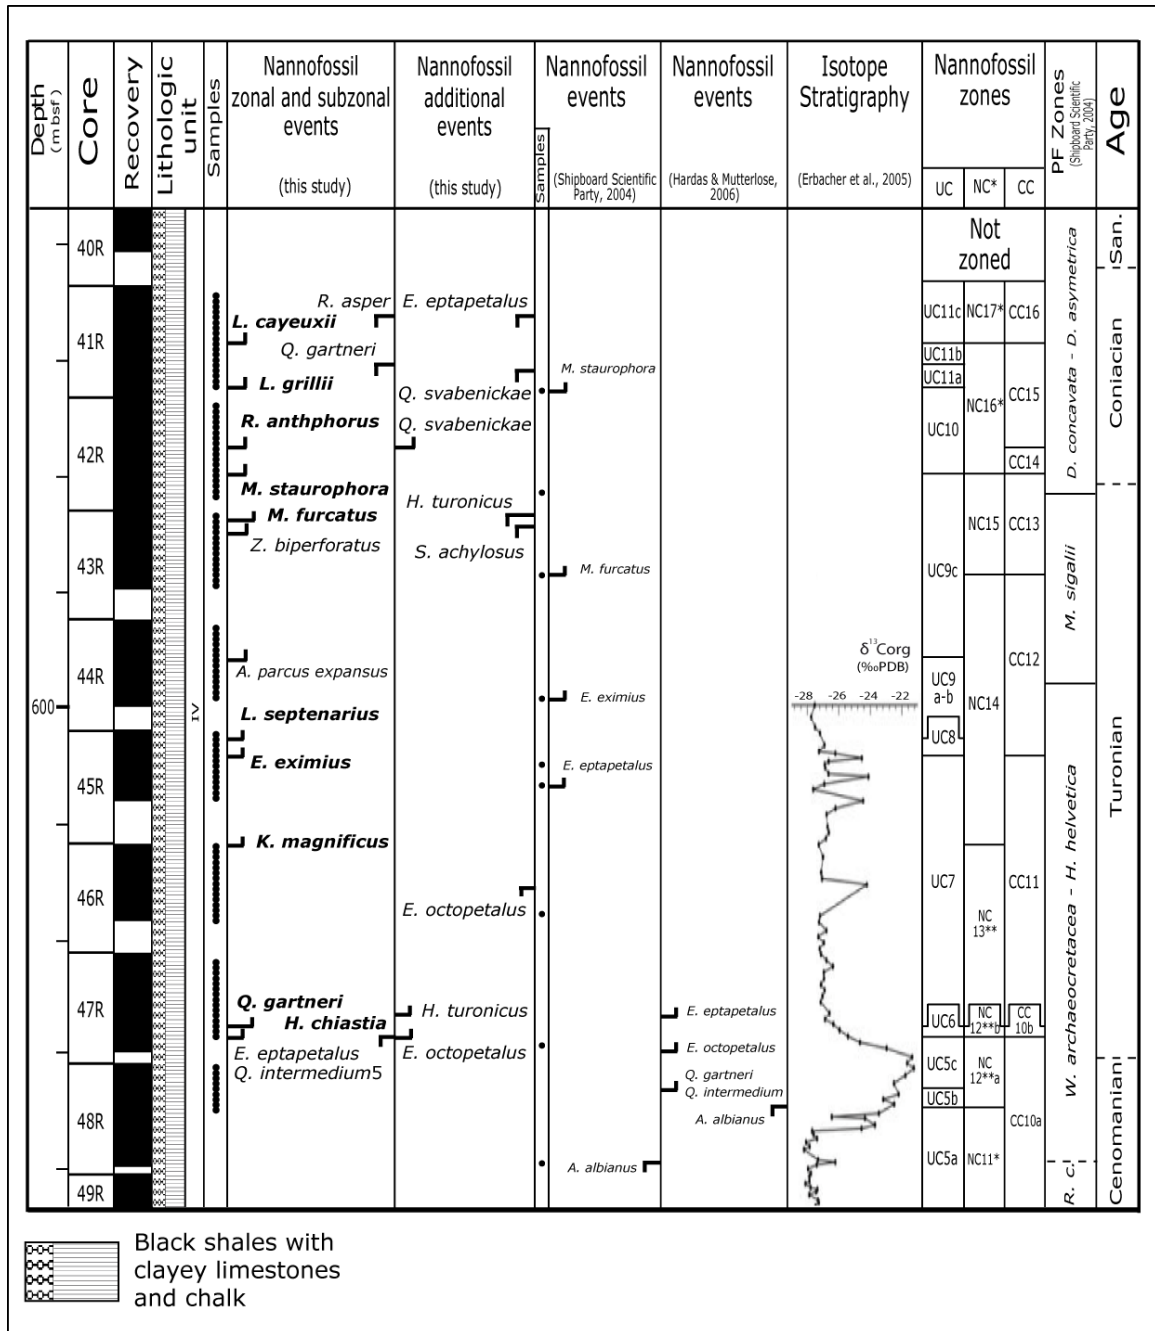 Depth
(mbsf)
Core
Recovery
Lithologic
unit
Samples
Nannofossil
zonal and subzonal
events
(this study)
Nannofossil
additional
events
(this study)
Samples
Nannofossil
events
(Shipboard Scientific
Party, 2004)
Nannofossil
events
(Hardas & Mutterlose,
2006)
Isotope
Stratigraphy
(Erbacher et al., 2005)
Nannofossil
zones
UC
NC*
CC
PF Zones
(Shipboard Scientific
Party, 2004)
Age
600
40R
41R
42R
43R
44R
45R
46R
47R
48R
49R
IV
R. asper
L. cayeuxii
Q. gartneri
L. grillii
R. anthphorus
M. staurophora
M. furcatus
Z. biperforatus
A. parcus expansus
L. septenarius
E. eximius
K. magnificus
Q. gartneri
H. chiastia
E. eptapetalus
Q. intermedium5
E. eptapetalus
Q. svabenickae
Q. svabenickae
H. turonicus
S. achylosus
E. octopetalus
H. turonicus
E. octopetalus
M. staurophora
M. furcatus
E. eximius
E. eptapetalus
A. albianus
E. eptapetalus
E. octopetalus
Q. gartneri
Q. intermedium
A. albianus
δ13Corg
(‰PDB)
-28 -26 -24 -22
Not
zoned
UC11c
UC11b
UC11a
UC10
UC9c
UC9
a-b
UC8
UC7
UC6
UC5c
UC5b
UC5a
NC17*
NC16*
NC15
NC14
NC
13**
NC
12**b
NC
12**a
NC11*
CC16
CC15
CC14
CC13
CC12
CC11
CC
10b
CC10a
D. concavata - D. asymetrica
M. sigalii
W. archaeocretacea - H. helvetica
R. c.
San.
Coniacian
Turonian
Cenomanian
Black shales with
clayey limestones
and chalk